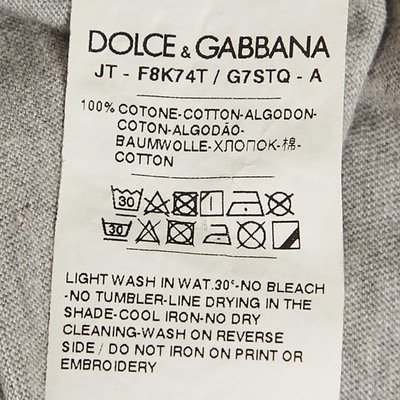 DOLCE & GABBANA
JT - F8K74T / G7STQ - A
100% COTONE-COTTON-ALGODON-
COTON-ALGODÃO-
BAUMWOLLE-ХЛОПОК-棉-
COTTON
30
30
LIGHT WASH IN WAT.30°-NO BLEACH
-NO TUMBLER-LINE DRYING IN THE
SHADE-COOL IRON-NO DRY
CLEANING-WASH ON REVERSE
SIDE / DO NOT IRON ON PRINT OR
EMBROIDERY